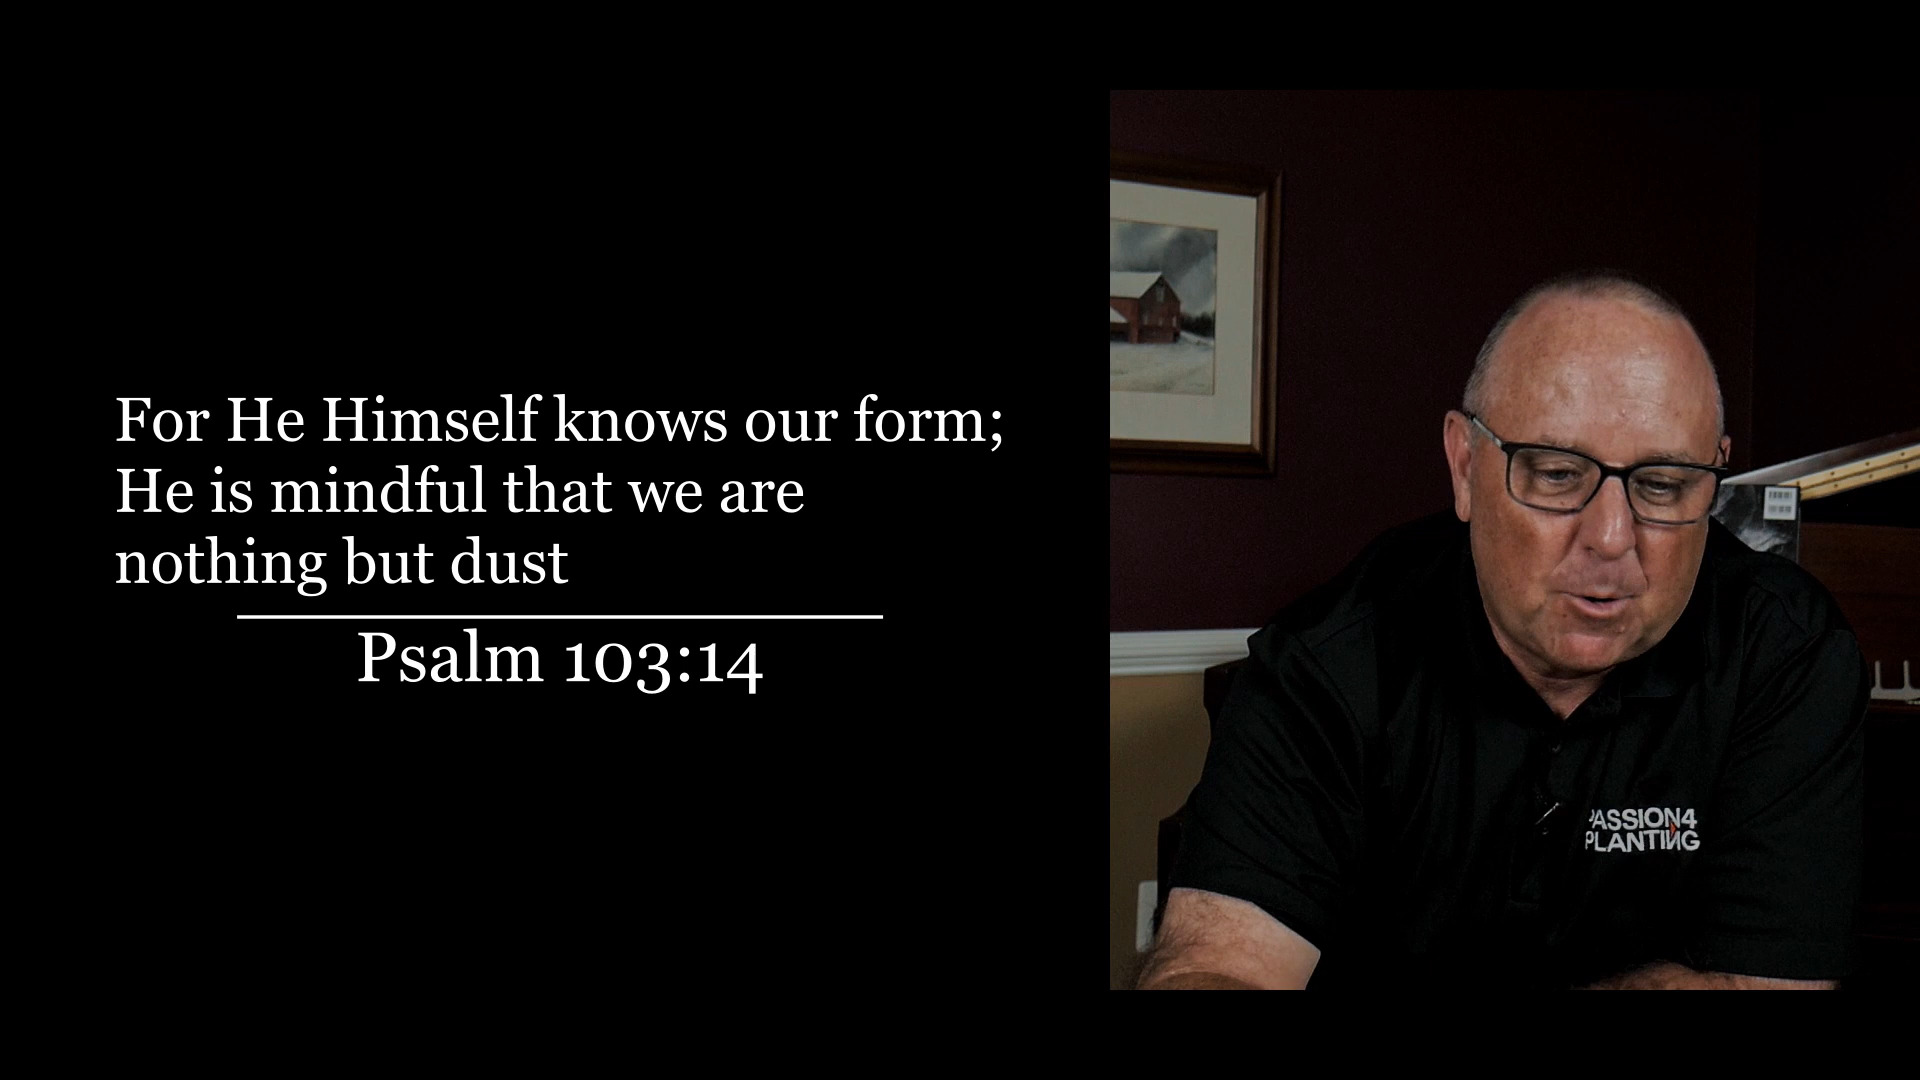 For He Himself knows our form;
He is mindful that we are
nothing but dust
Psalm 103:14
PASSION4
PLANTING